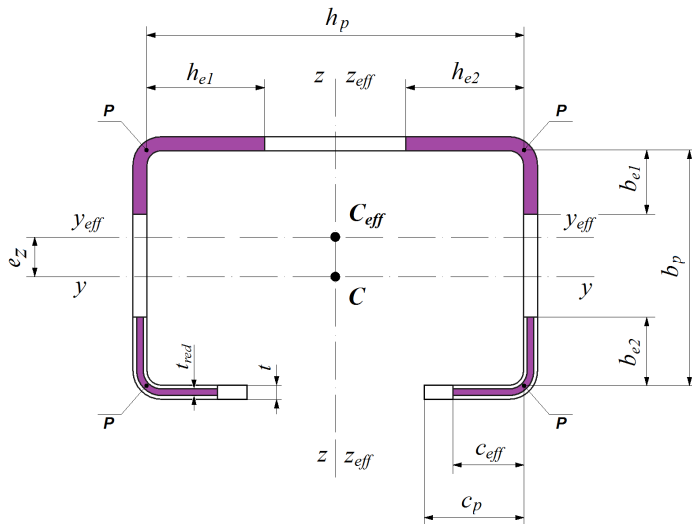 h_p
h_e1
z z_eff
h_e2
P
P
b_e1
C_eff
y_eff
y_eff
e_z
b_p
y
C
y
t_red
t
b_e2
P
P
z z_eff
c_eff
c_p